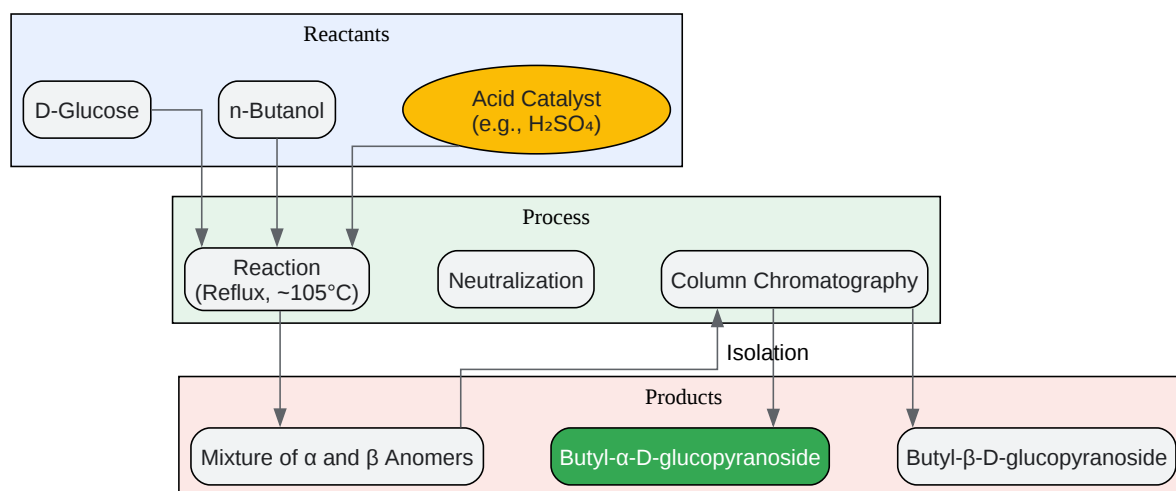 Reactants
D-Glucose
n-Butanol
Acid Catalyst
(e.g., H₂SO₄)
Process
Reaction
(Reflux, ~105°C)
Neutralization
Column Chromatography
Isolation
Products
Mixture of α and β Anomers
Butyl-α-D-glucopyranoside
Butyl-β-D-glucopyranoside